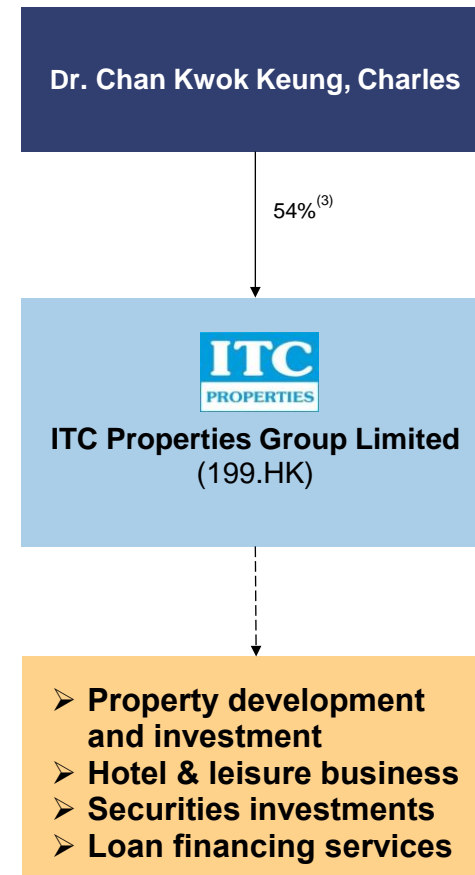 Dr. Chan Kwok Keung, Charles
54%(3)
ITC
PROPERTIES
ITC Properties Group Limited
(199.HK)
➢ Property development
and investment
➢ Hotel & leisure business
➢ Securities investments
➢ Loan financing services